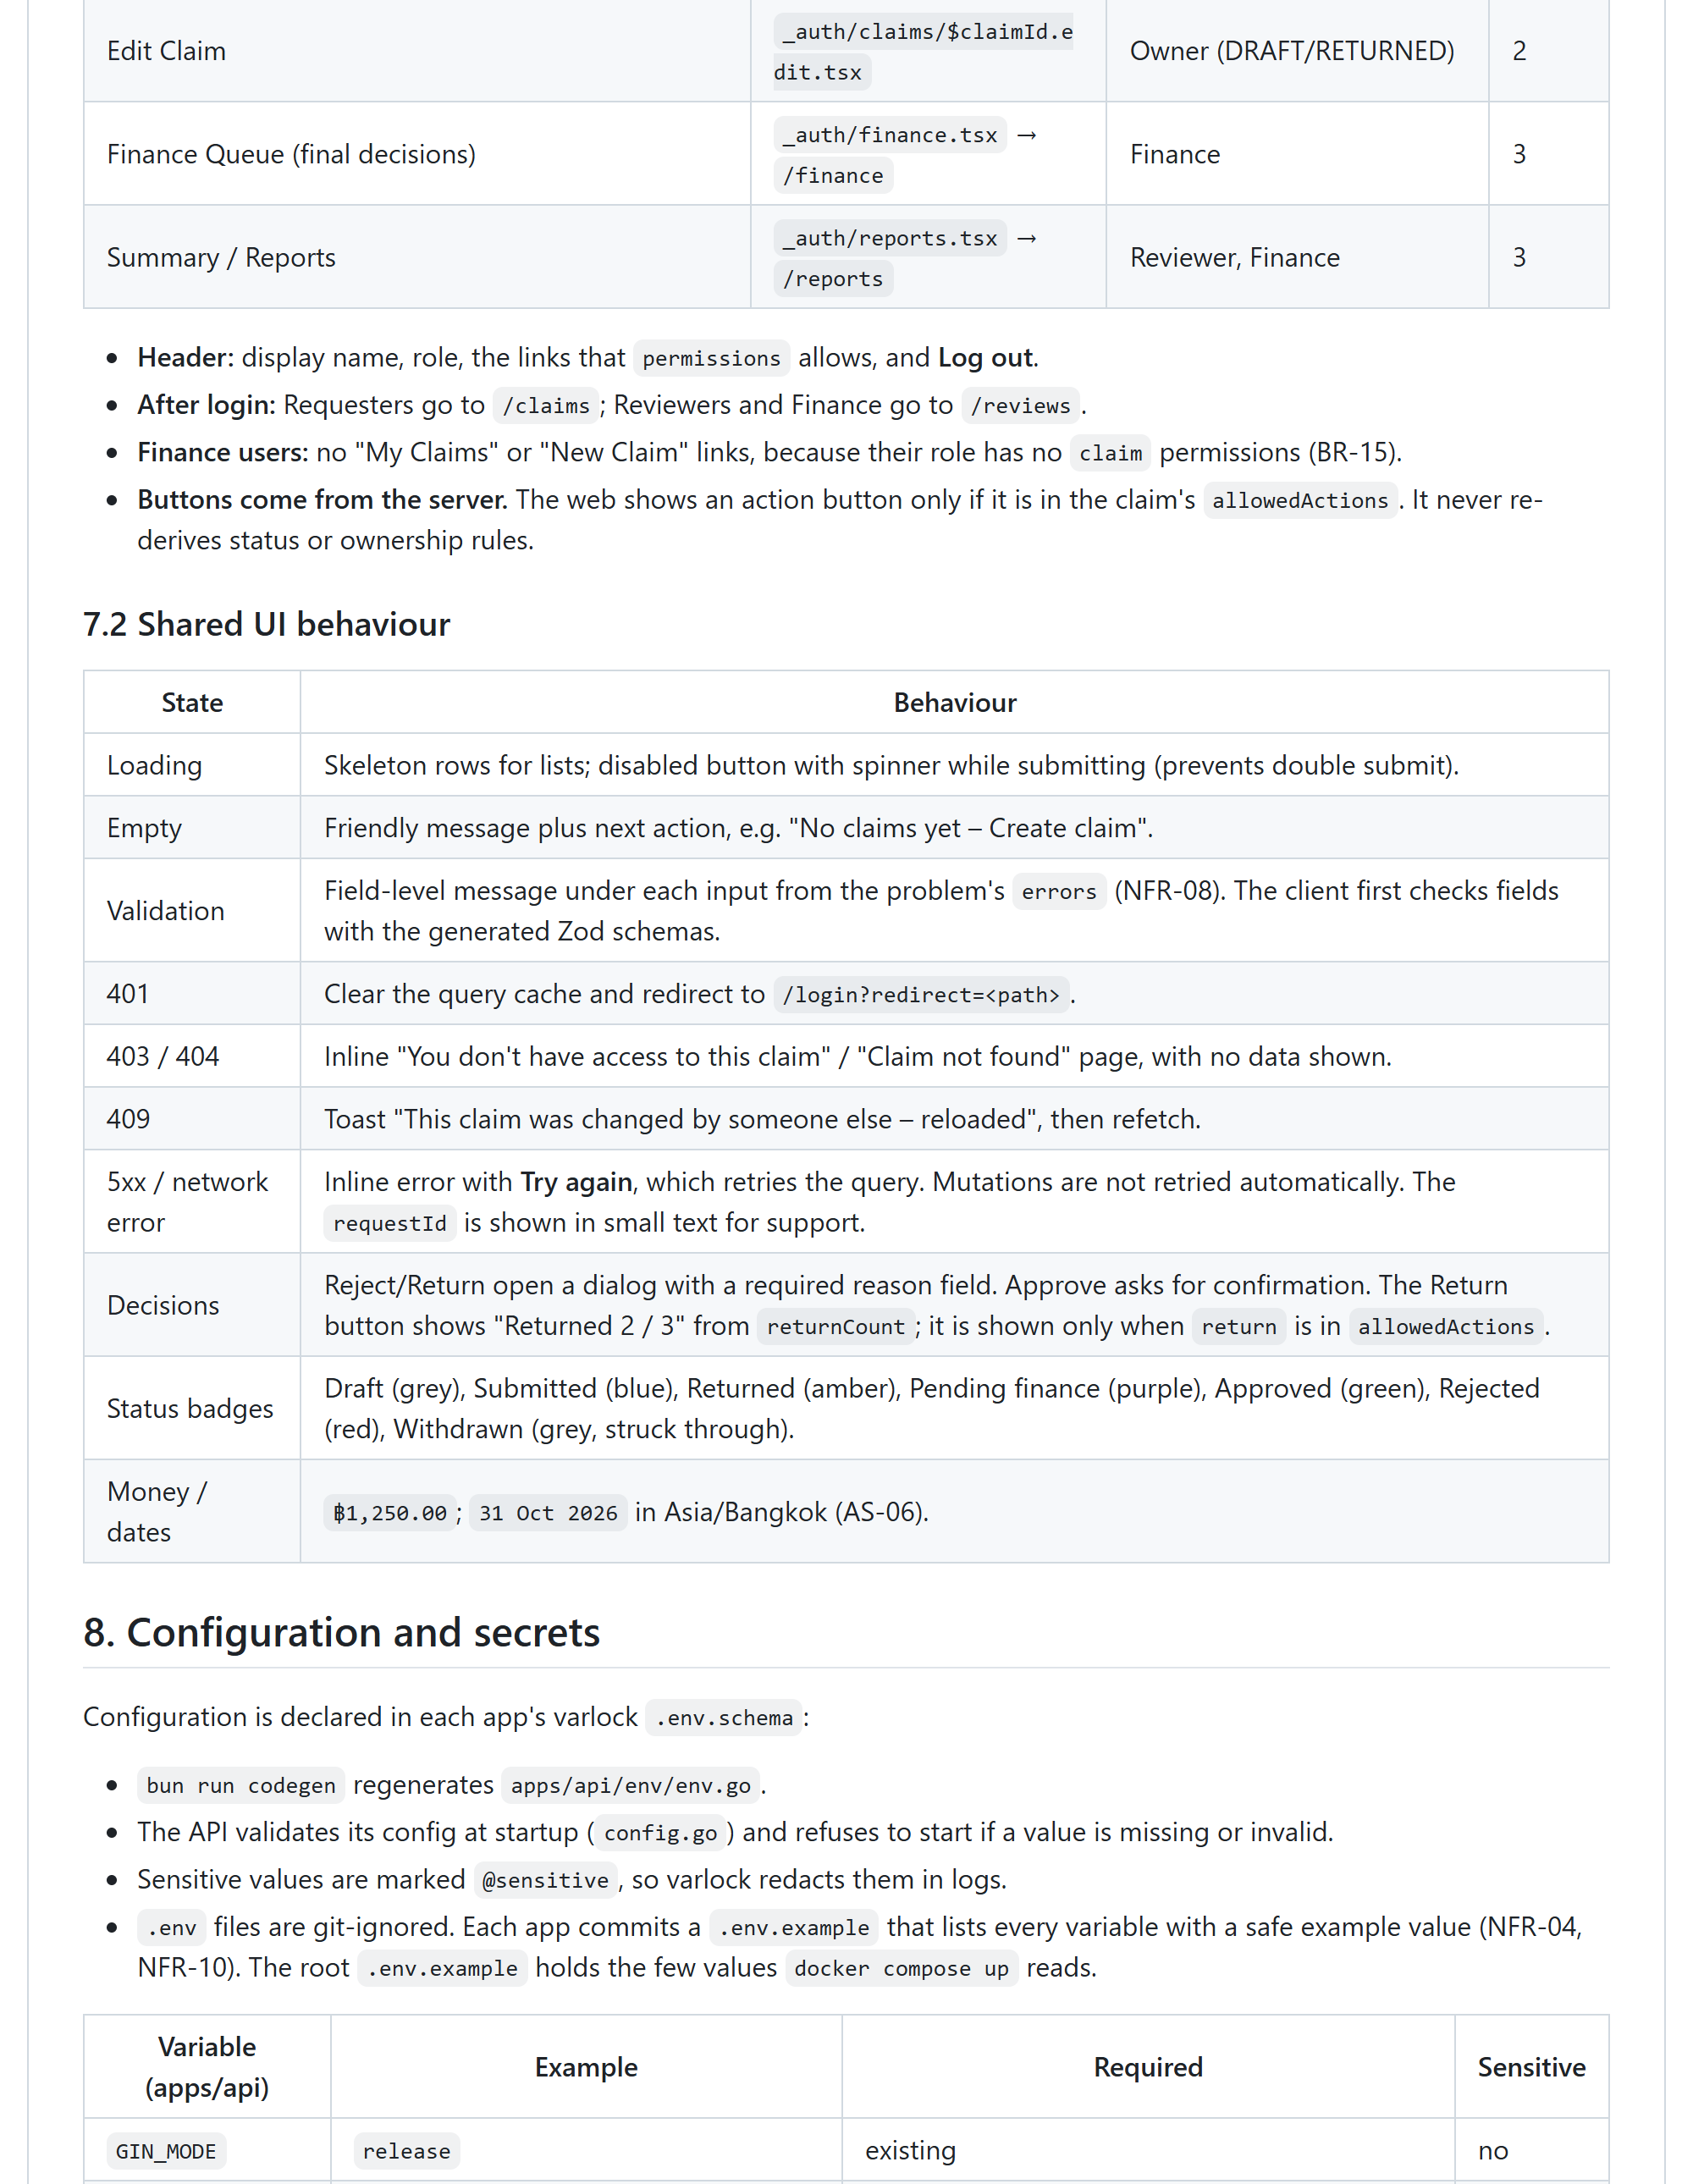 Edit Claim
_auth/claims/$claimId.e
dit.tsx
Owner (DRAFT/RETURNED)
2
Finance Queue (final decisions)
_auth/finance.tsx →
/finance
Finance
3
Summary / Reports
_auth/reports.tsx →
/reports
Reviewer, Finance
3
• Header: display name, role, the links that permissions allows, and Log out.
• After login: Requesters go to /claims; Reviewers and Finance go to /reviews.
• Finance users: no "My Claims" or "New Claim" links, because their role has no claim permissions (BR-15).
• Buttons come from the server. The web shows an action button only if it is in the claim's allowedActions. It never re-
derives status or ownership rules.
7.2 Shared UI behaviour
State
Behaviour
Loading
Skeleton rows for lists; disabled button with spinner while submitting (prevents double submit).
Empty
Friendly message plus next action, e.g. "No claims yet – Create claim".
Validation
Field-level message under each input from the problem's errors (NFR-08). The client first checks fields
with the generated Zod schemas.
401
Clear the query cache and redirect to /login?redirect=<path>.
403 / 404
Inline "You don't have access to this claim" / "Claim not found" page, with no data shown.
409
Toast "This claim was changed by someone else – reloaded", then refetch.
5xx / network
error
Inline error with Try again, which retries the query. Mutations are not retried automatically. The
requestId is shown in small text for support.
Decisions
Reject/Return open a dialog with a required reason field. Approve asks for confirmation. The Return
button shows "Returned 2 / 3" from returnCount; it is shown only when return is in allowedActions.
Status badges
Draft (grey), Submitted (blue), Returned (amber), Pending finance (purple), Approved (green), Rejected
(red), Withdrawn (grey, struck through).
Money /
dates
฿1,250.00; 31 Oct 2026 in Asia/Bangkok (AS-06).
8. Configuration and secrets
Configuration is declared in each app's varlock .env.schema:
• bun run codegen regenerates apps/api/env/env.go.
• The API validates its config at startup (config.go) and refuses to start if a value is missing or invalid.
• Sensitive values are marked @sensitive, so varlock redacts them in logs.
• .env files are git-ignored. Each app commits a .env.example that lists every variable with a safe example value (NFR-04,
NFR-10). The root .env.example holds the few values docker compose up reads.
Variable
(apps/api)
Example
Required
Sensitive
GIN_MODE
release
existing
no